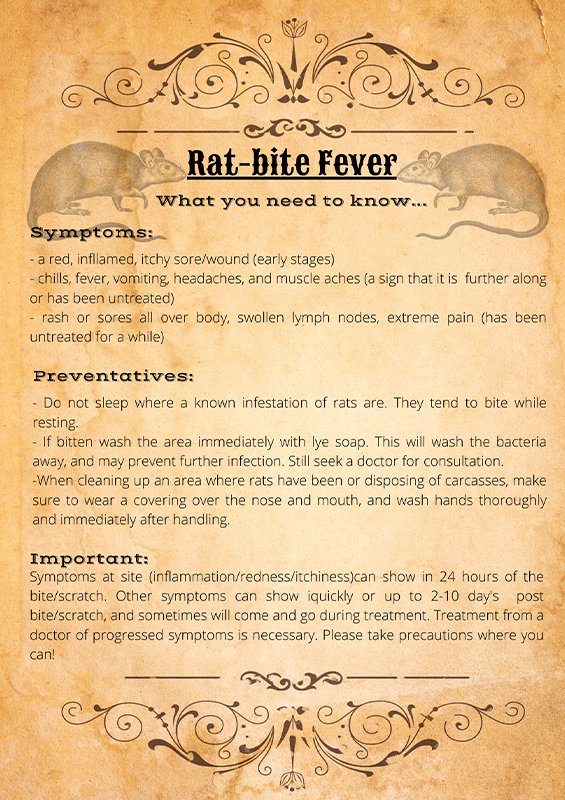 Rat-bite Fever
What you need to know...
Symptoms:
- a red, infllamed, itchy sore/wound (early stages)
- chills, fever, vomiting, headaches, and muscle aches (a sign that it is further along
or has been untreated)
- rash or sores all over body, swollen lymph nodes, extreme pain (has been
untreated for a while)
Preventatives:
- Do not sleep where a known infestation of rats are. They tend to bite while
resting.
- If bitten wash the area immediately with lye soap. This will wash the bacteria
away, and may prevent further infection. Still seek a doctor for consultation.
-When cleaning up an area where rats have been or disposing of carcasses, make
sure to wear a covering over the nose and mouth, and wash hands thoroughly
and immediately after handling.
Important:
Symptoms at site (inflammation/redness/itchiness)can show in 24 hours of the
bite/scratch. Other symptoms can show iquickly or up to 2-10 day's post
bite/scratch, and sometimes will come and go during treatment. Treatment from a
doctor of progressed symptoms is necessary. Please take precautions where you
can!